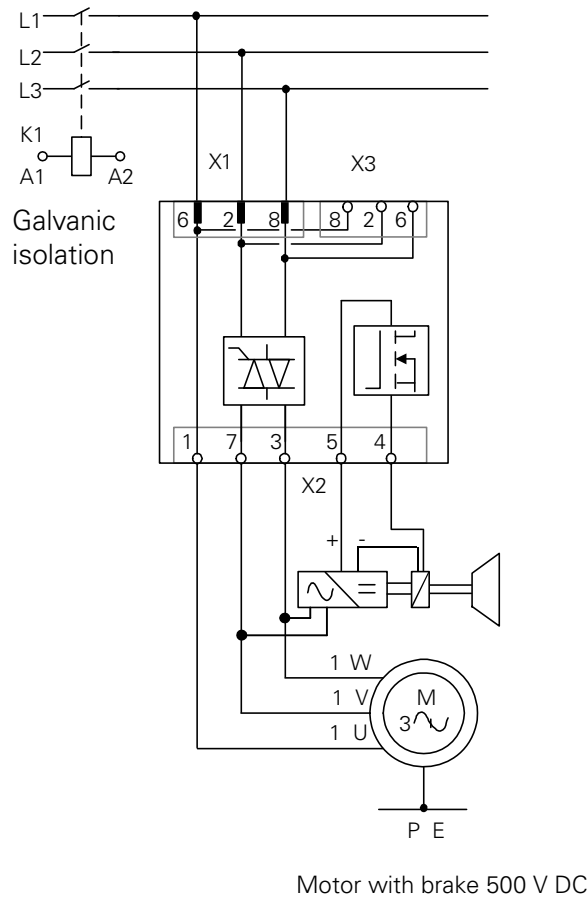 L1
L2
L3
K1
A1 A2
X1 X3
Galvanic
isolation
6 2 8 8 2 6
1 7 3 5 4
X2
+ -
1 W
1 V
1 U
M
3
P E
Motor with brake 500 V DC